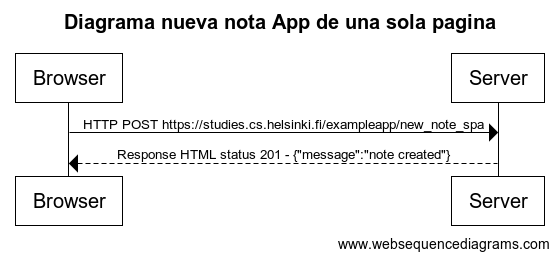 Diagrama nueva nota App de una sola pagina
Browser Server
HTTP POST https://studies.cs.helsinki.fi/exampleapp/new_note_spa
Response HTML status 201 - {"message":"note created"}
Browser Server
www.websequencediagrams.com